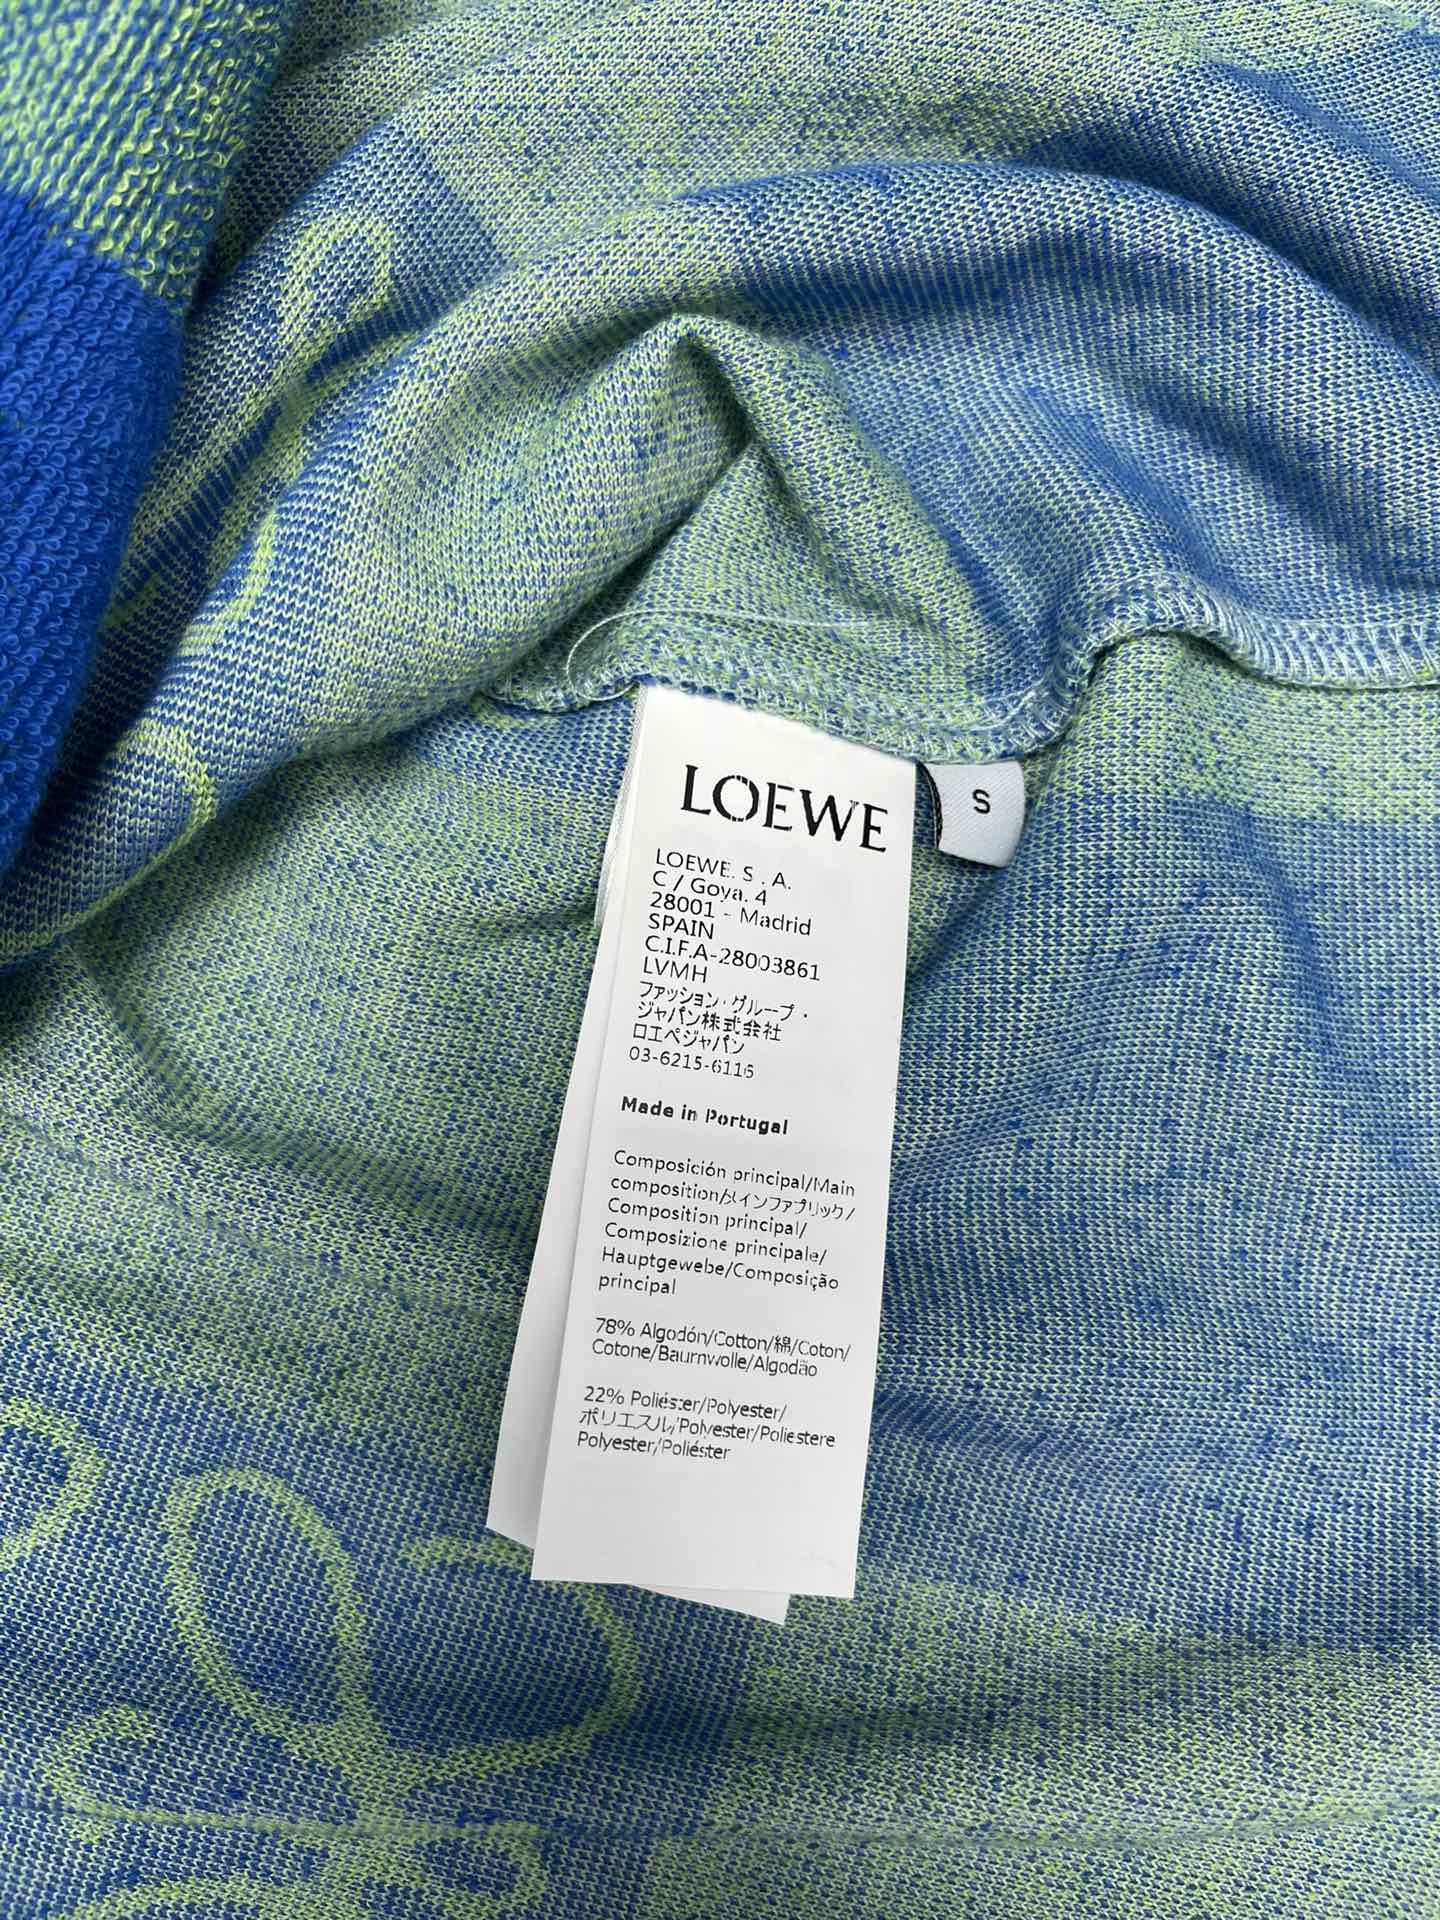 LOEWE
S
LOEWE. S . A.
C / Goya. 4
28001 - Madrid
SPAIN
C.I.F.A-28003861
LVMH
ファッション・グループ・
ジャパン株式会社
ロエベジャパン
03-6215-6116
Made in Portugal
Composición principal/Main
composition/メインファブリック/
Composition principal/
Composizione principale/
Hauptgewebe/Composição
principal
78% Algodón/Cotton/綿/Coton/
Cotone/Baurnwolle/Algodão
22% Poliéster/Polyester/
ポリエスル/Polyester/Poliestere
Polyester/Poliéster